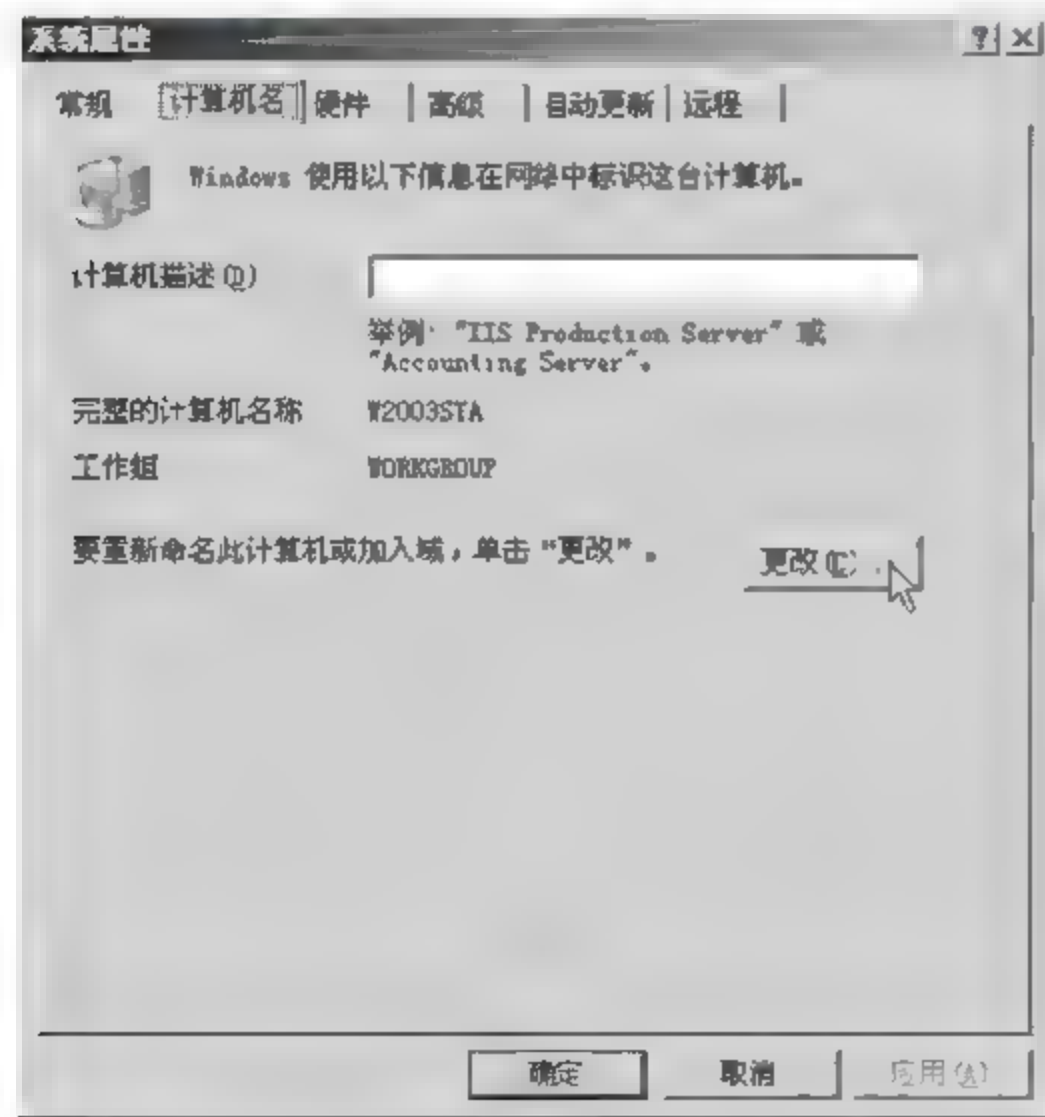 系统属性
常规 计算机名 硬件 高级 自动更新 远程
Windows 使用以下信息在网络中标识这台计算机。
计算机描述(D)
举例: "IIS Production Server" 或
"Accounting Server"。
完整的计算机名称 W2003STA
工作组 WORKGROUP
要重新命名此计算机或加入域，单击“更改”。 更改
确定 取消 应用(A)